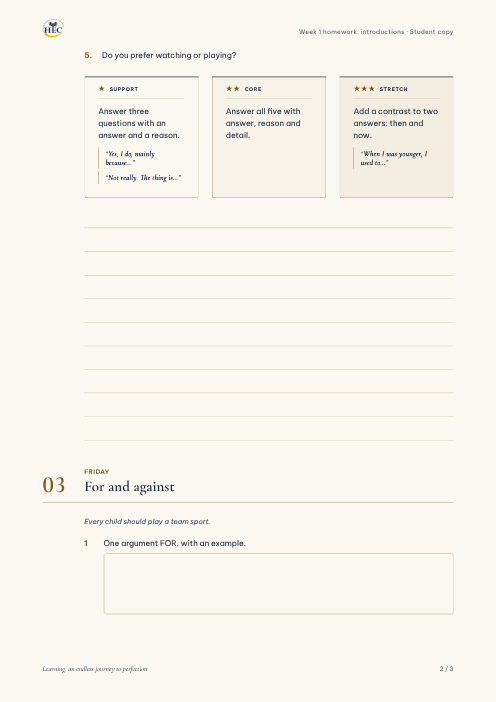 HEC
Week 1 homework: introductions · Student copy
5. Do you prefer watching or playing?
★ SUPPORT
Answer three
questions with an
answer and a reason.
“Yes, I do, mainly
because...”
“Not really. The thing is...”
★★ CORE
Answer all five with
answer, reason and
detail.
★★★ STRETCH
Add a contrast to two
answers: then and
now.
“When I was younger, I
used to...”
FRIDAY
03 For and against
Every child should play a team sport.
1 One argument FOR, with an example.
Learning, an endless journey to perfection
2 / 3